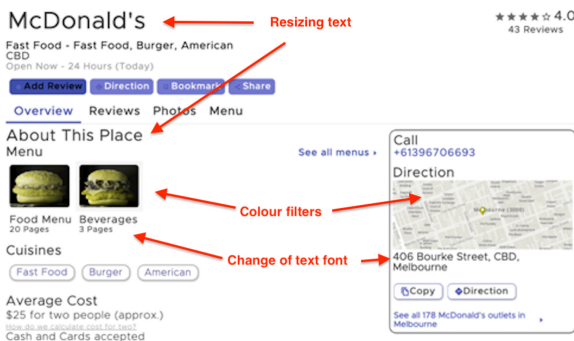 McDonald's
Resizing text
★★★★☆ 4.0
43 Reviews
Fast Food - Fast Food, Burger, American
CBD
Open Now - 24 Hours (Today)
Add Review
Direction
Bookmark
Share
Overview Reviews Photos Menu
About This Place
Menu
See all menus
Food Menu
20 Pages
Beverages
3 Pages
Colour filters
Change of text font
Cuisines
Fast Food
Burger
American
Average Cost
$25 for two people (approx.)
How do we calculate cost for two?
Cash and Cards accepted
Call
+61396706693
Direction
Melbourne (3000)
406 Bourke Street, CBD,
Melbourne
Copy
Direction
See all 178 McDonald's outlets in
Melbourne